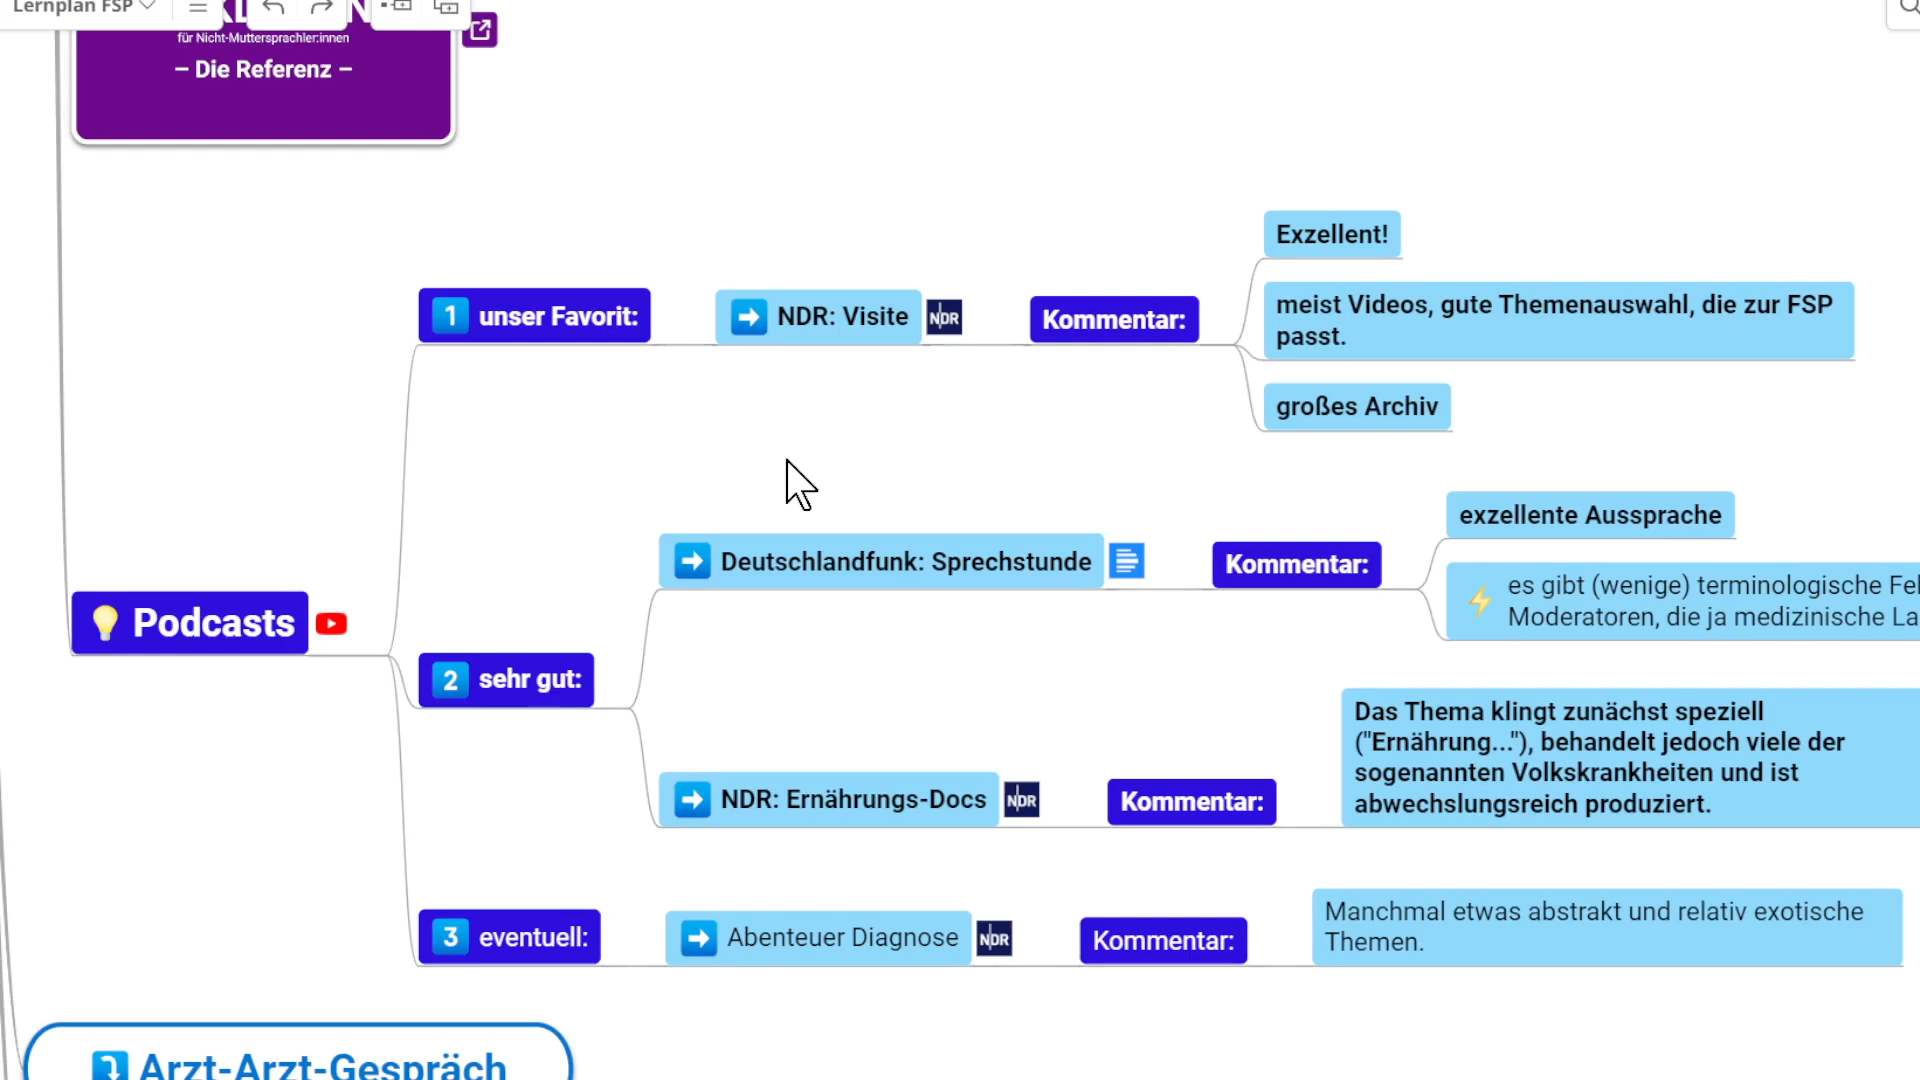 Lernplan FSP
für Nicht-Muttersprachler:innen
– Die Referenz –
Exzellent!
1 unser Favorit:
NDR: Visite
NDR
Kommentar:
meist Videos, gute Themenauswahl, die zur FSP
passt.
großes Archiv
exzellente Aussprache
Deutschlandfunk: Sprechstunde
Kommentar:
es gibt (wenige) terminologische
Moderatoren, die ja medizinische
Podcasts
2 sehr gut:
Das Thema klingt zunächst speziell
("Ernährung..."), behandelt jedoch viele der
sogenannten Volkskrankheiten und ist
abwechslungsreich produziert.
NDR: Ernährungs-Docs
NDR
Kommentar:
3 eventuell:
Abenteuer Diagnose
NDR
Kommentar:
Manchmal etwas abstrakt und relativ exotische
Themen.
Arzt-Arzt-Gespräch